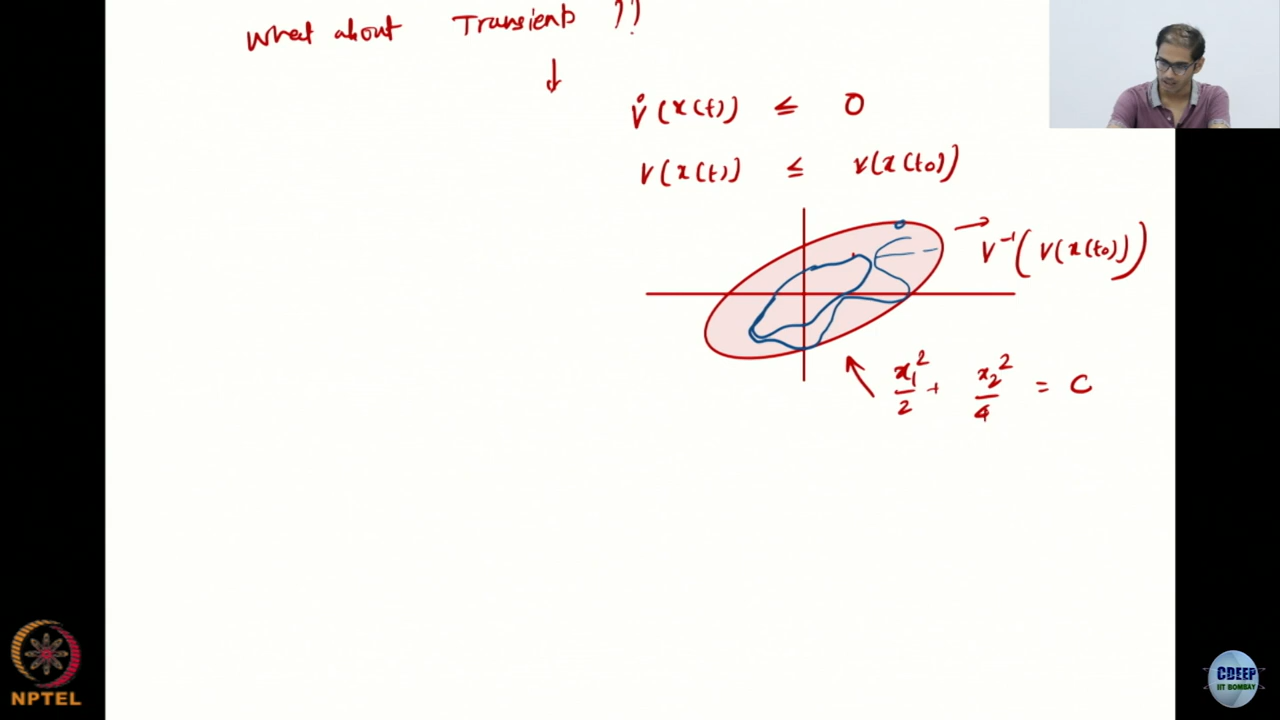 What about Transients ??
V̇(x(t)) ≤ 0
V(x(t)) ≤ V(x(t₀))
V⁻¹(V(x(t₀)))
x₁²/2 + x₂²/4 = C
NPTEL
CDEEP
IIT BOMBAY